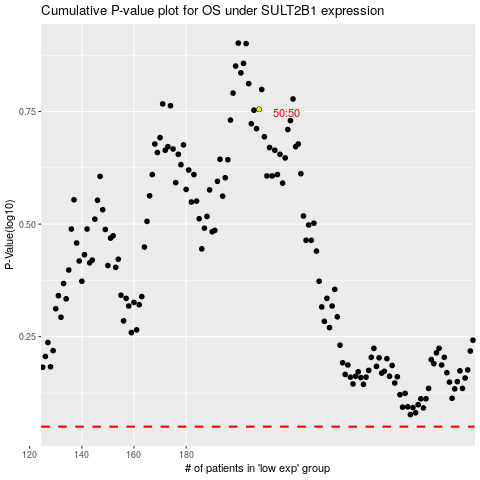 Cumulative P-value plot for OS under SULT2B1 expression
P-Value(log10)
0.75
0.50
0.25
50:50
120 140 160 180
# of patients in 'low exp' group